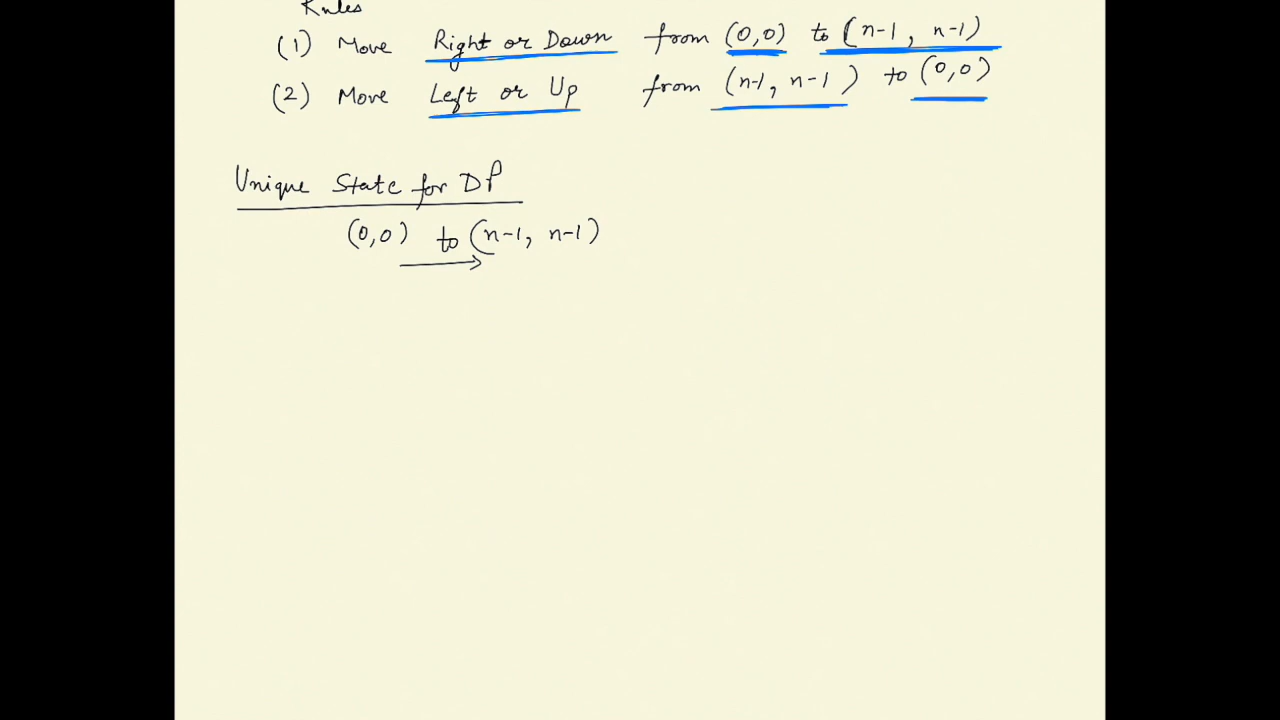 Rules
(1) Move Right or Down from (0,0) to (n-1, n-1)
(2) Move Left or Up from (n-1, n-1) to (0,0)
Unique State for DP
(0,0) to (n-1, n-1)